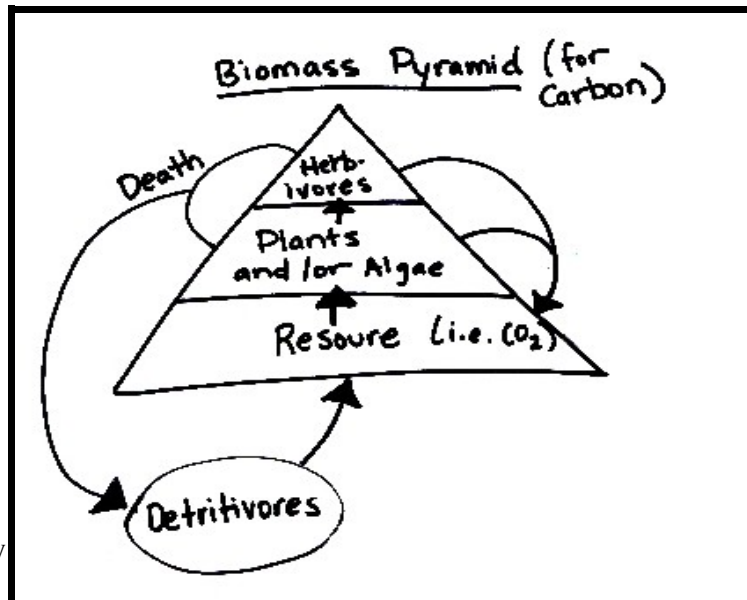 Biomass Pyramid (for
Carbon)
Death
Herb-
ivores
Plants
and/or Algae
Resoure (i.e. CO₂)
Detritivores